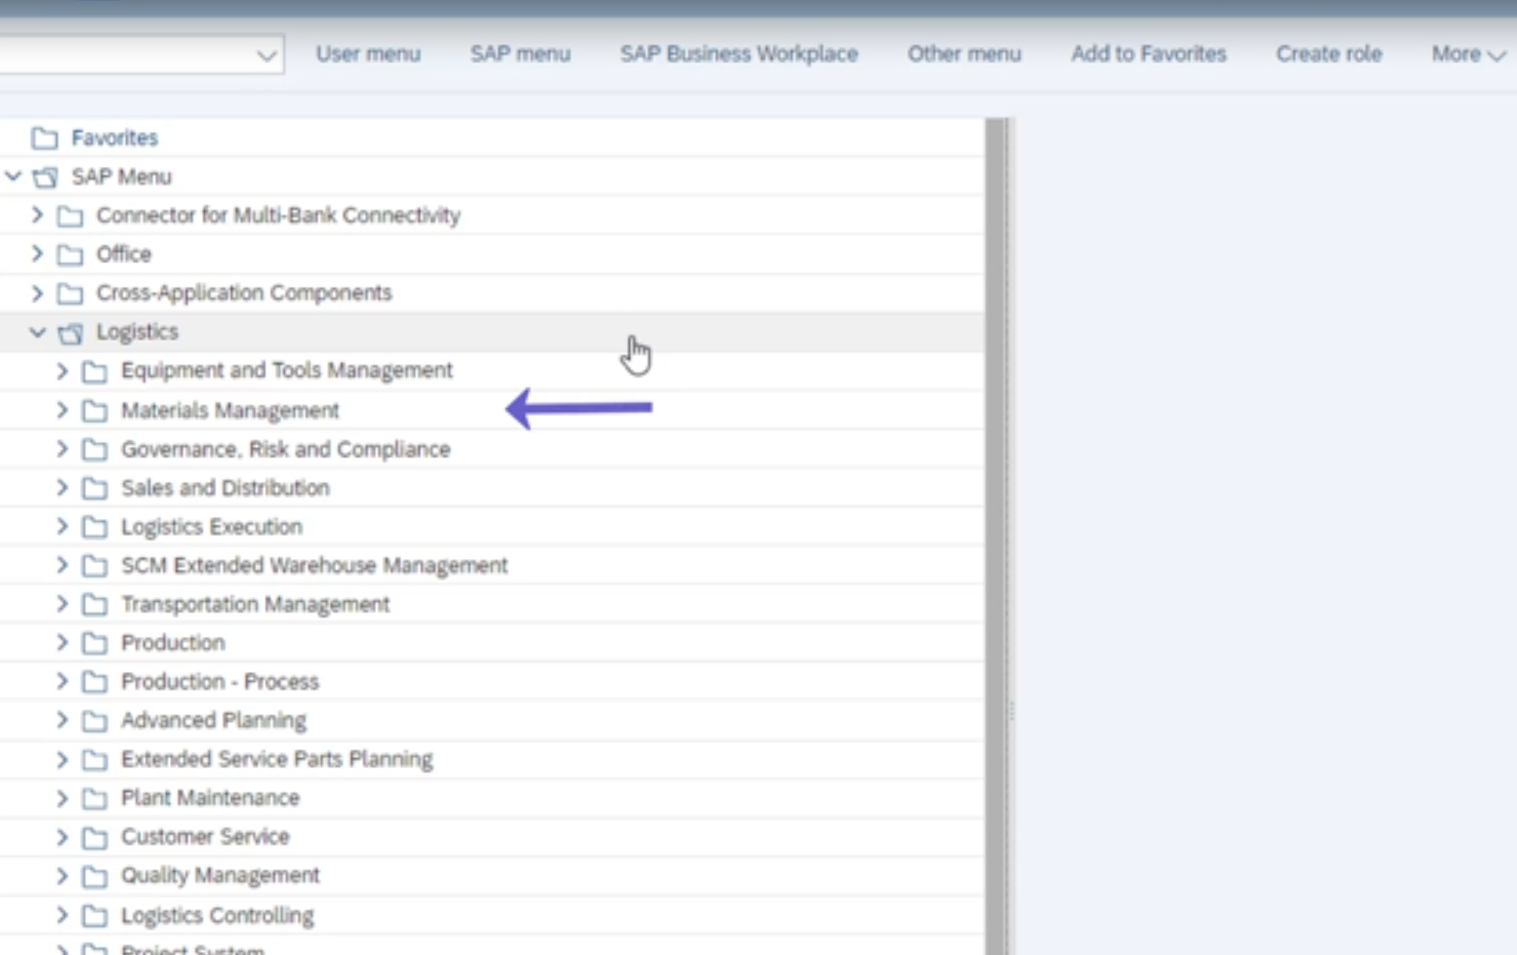 User menu SAP menu SAP Business Workplace Other menu Add to Favorites Create role More
Favorites
SAP Menu
Connector for Multi-Bank Connectivity
Office
Cross-Application Components
Logistics
Equipment and Tools Management
Materials Management
Governance, Risk and Compliance
Sales and Distribution
Logistics Execution
SCM Extended Warehouse Management
Transportation Management
Production
Production - Process
Advanced Planning
Extended Service Parts Planning
Plant Maintenance
Customer Service
Quality Management
Logistics Controlling
Project System